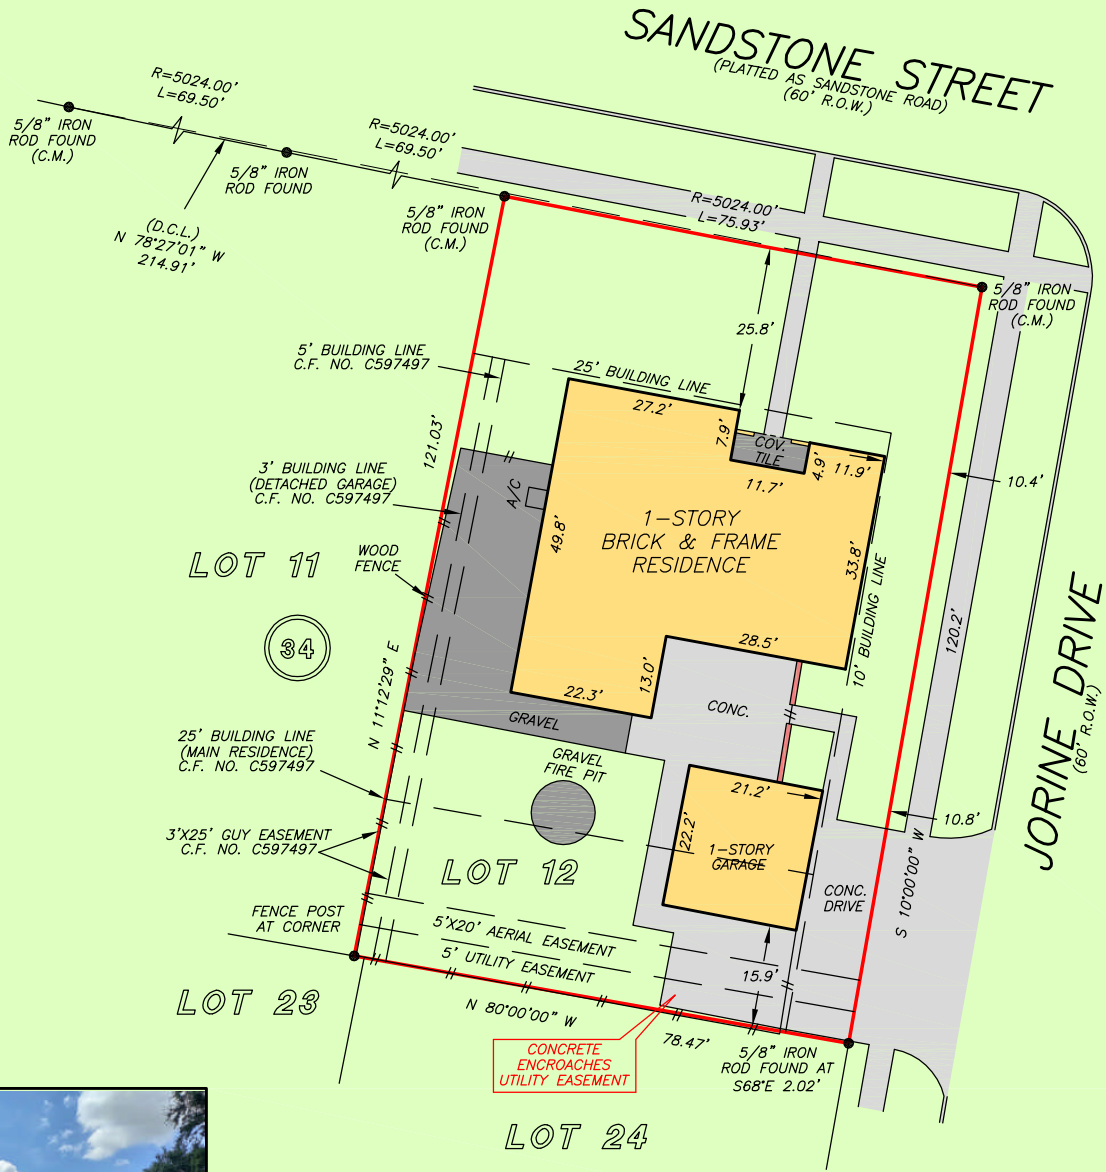 SANDSTONE STREET
(PLATTED AS SANDSTONE ROAD)
(60' R.O.W.)
R=5024.00'
L=69.50'
5/8" IRON
ROD FOUND
(C.M.)
R=5024.00'
L=69.50'
5/8" IRON
ROD FOUND
(D.C.L.)
N 78°27'01" W
214.91'
5/8" IRON
ROD FOUND
(C.M.)
R=5024.00'
L=75.93'
5/8" IRON
ROD FOUND
(C.M.)
25.8'
5' BUILDING LINE
C.F. NO. C597497
25' BUILDING LINE
27.2'
7.9'
COV.
TILE
4.9'
11.9'
11.7'
10.4'
121.03'
3' BUILDING LINE
(DETACHED GARAGE)
C.F. NO. C597497
A/C
49.8'
1-STORY
BRICK & FRAME
RESIDENCE
33.8'
10' BUILDING LINE
LOT 11
WOOD
FENCE
34
28.5'
120.2'
JORINE DRIVE
(60' R.O.W.)
N 11°12'29" E
22.3'
13.0'
CONC.
GRAVEL
25' BUILDING LINE
(MAIN RESIDENCE)
C.F. NO. C597497
GRAVEL
FIRE PIT
21.2'
22.2'
10.8'
3'X25' GUY EASEMENT
C.F. NO. C597497
1-STORY
GARAGE
LOT 12
CONC.
DRIVE
S 10°00'00" W
FENCE POST
AT CORNER
5'X20' AERIAL EASEMENT
5' UTILITY EASEMENT
15.9'
LOT 23
N 80°00'00" W
78.47'
CONCRETE
ENCROACHES
UTILITY EASEMENT
5/8" IRON
ROD FOUND AT
S68°E 2.02'
LOT 24